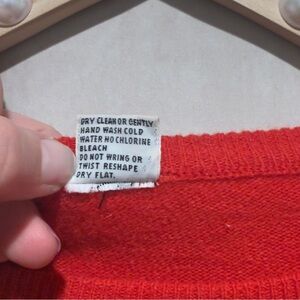 DRY CLEAN OR GENTLY
HAND WASH COLD
WATER NO CHLORINE
BLEACH
DO NOT WRING OR
TWIST RESHAPE
DRY FLAT.